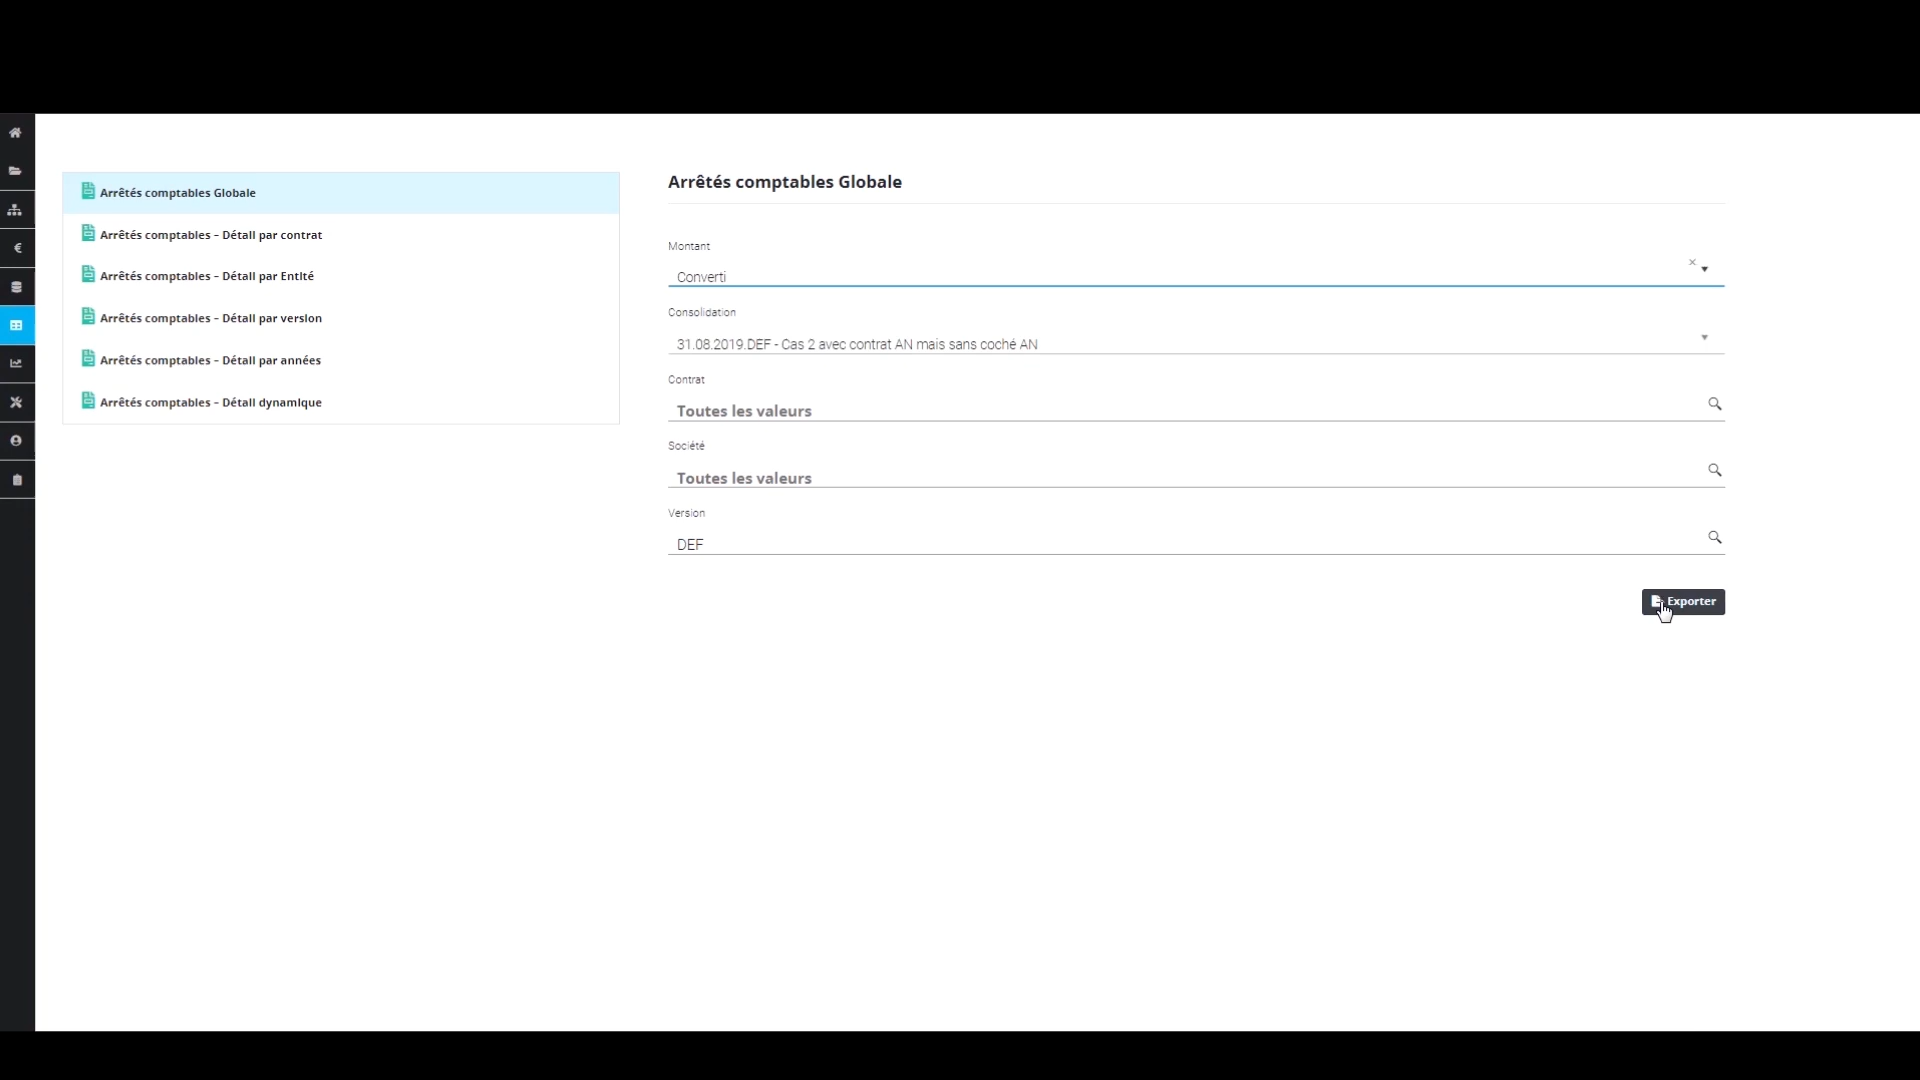 Arrêtés comptables Globale
Arrêtés comptables – Détail par contrat
Arrêtés comptables – Détail par Entité
Arrêtés comptables – Détail par version
Arrêtés comptables – Détail par années
Arrêtés comptables – Détail dynamique
Arrêtés comptables Globale
Montant
Converti
Consolidation
31.08.2019.DEF - Cas 2 avec contrat AN mais sans coché AN
Contrat
Toutes les valeurs
Société
Toutes les valeurs
Version
DEF
Exporter